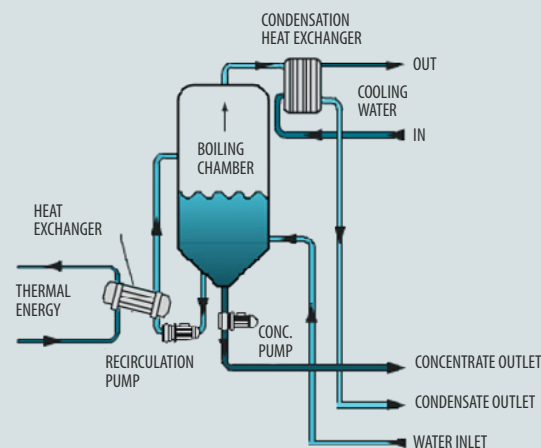 CONDENSATION
HEAT EXCHANGER
OUT
COOLING
WATER
IN
BOILING
CHAMBER
HEAT
EXCHANGER
THERMAL
ENERGY
RECIRCULATION
PUMP
CONC.
PUMP
CONCENTRATE OUTLET
CONDENSATE OUTLET
WATER INLET